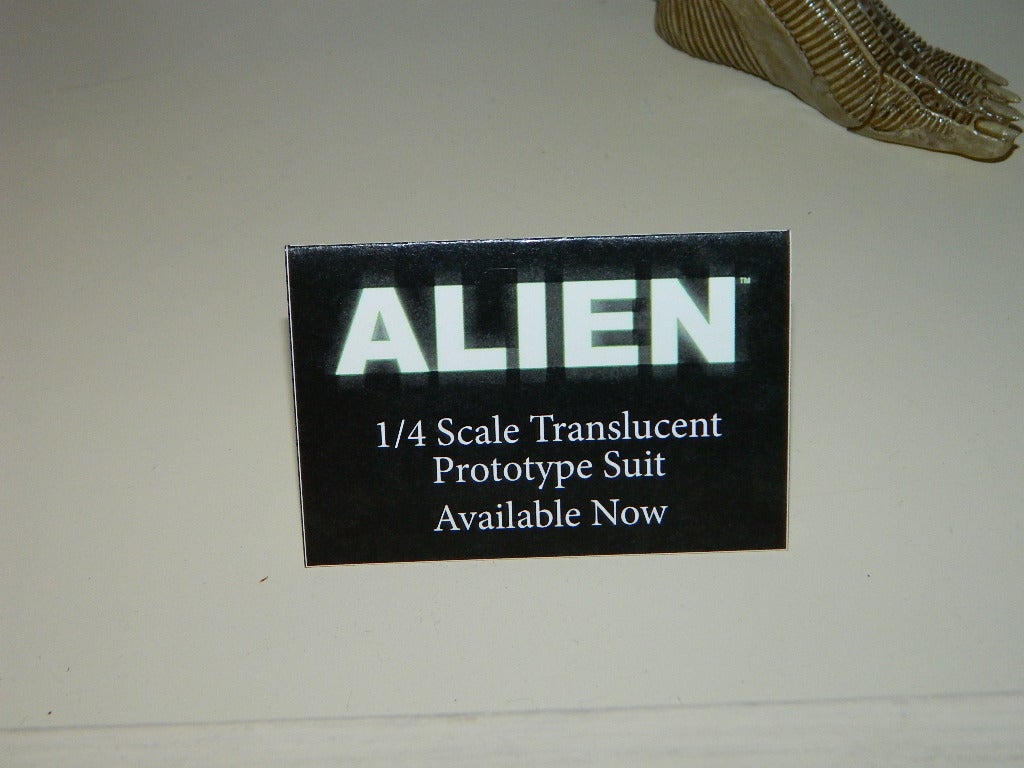 ALIEN™
1/4 Scale Translucent
Prototype Suit
Available Now